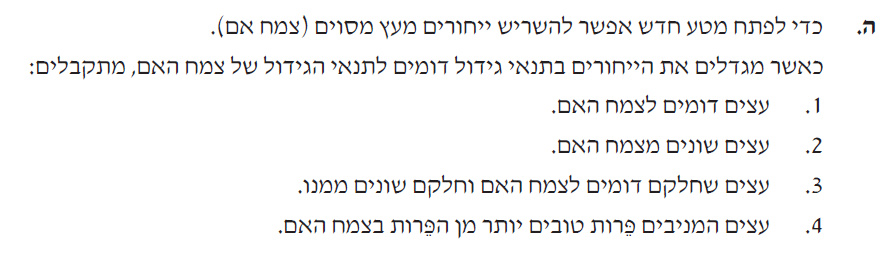 ה. כדי לפתח מטע חדש אפשר להשריש ייחורים מעץ מסוים (צמח אם).
כאשר מגדלים את הייחורים בתנאי גידול דומים לתנאי הגידול של צמח האם, מתקבלים:
1. עצים דומים לצמח האם.
2. עצים שונים מצמח האם.
3. עצים שחלקם דומים לצמח האם וחלקם שונים ממנו.
4. עצים המניבים פֵּרות טובים יותר מן הפֵּרות בצמח האם.